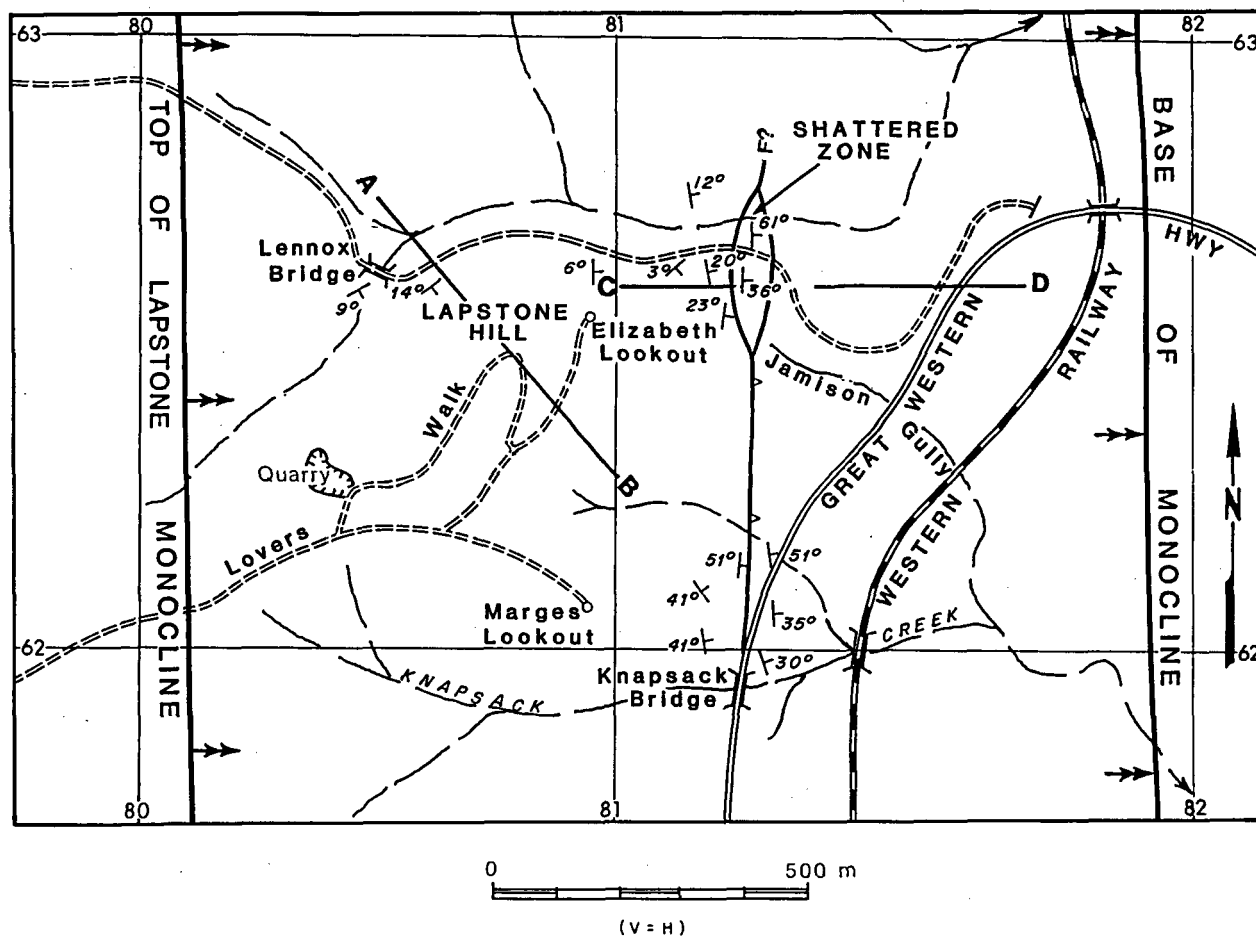 80
81
82
63
63
TOP OF LAPSTONE MONOCLINE
BASE OF MONOCLINE
SHATTERED
ZONE
F?
A
12°
61°
Lennox
Bridge
14°
9°
6°
3°
20°
36°
23°
C
D
HWY
LAPSTONE
HILL
Elizabeth
Lookout
Jamison
Gully
GREAT WESTERN
WESTERN RAILWAY
Walk
Quarry
B
Lovers
N
51°
51°
41°
35°
41°
30°
Marges
Lookout
KNAPSACK
CREEK
Knapsack
Bridge
62
62
80
81
82
0
500 m
(V = H)